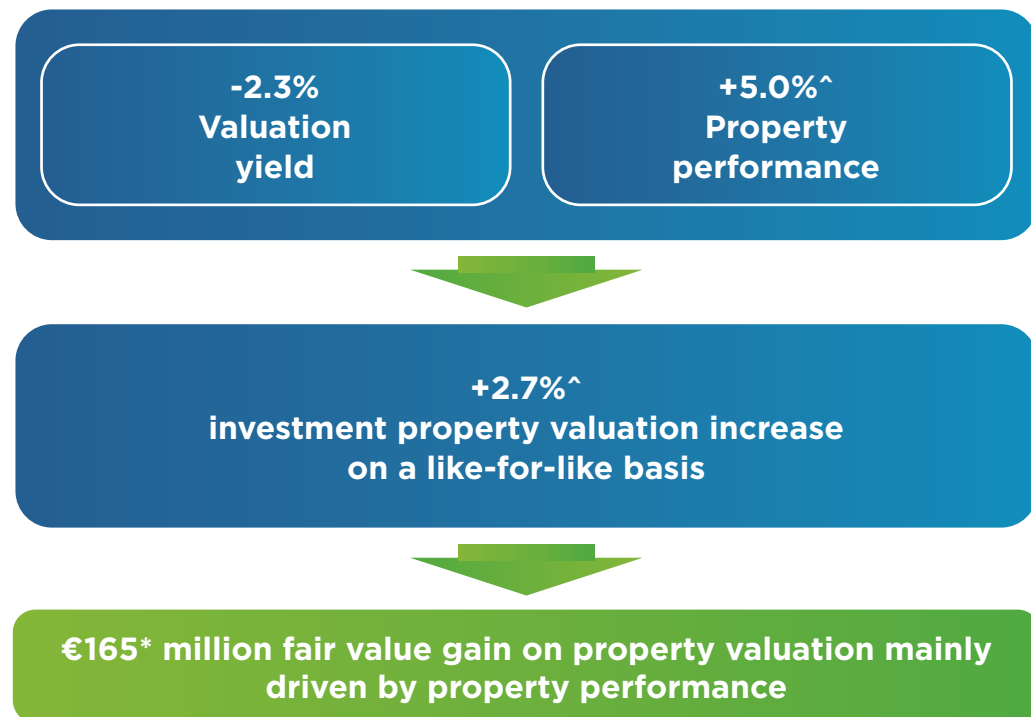 -2.3%
Valuation
yield
+5.0%^
Property
performance
+2.7%^
investment property valuation increase
on a like-for-like basis
€165* million fair value gain on property valuation mainly
driven by property performance